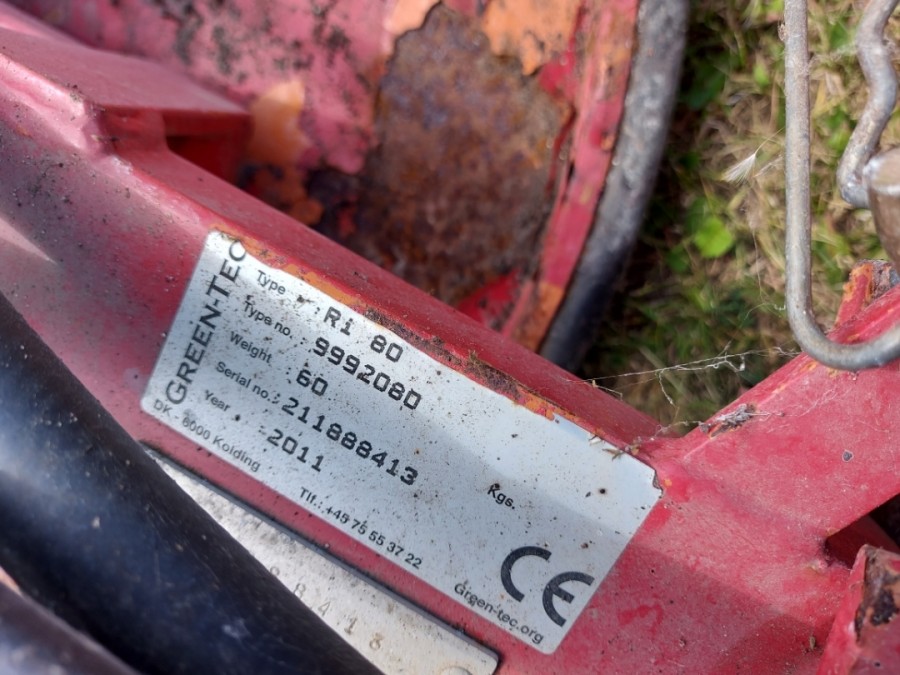 GREEN-TEC
Type : Ri 80
Type no. : 9992080
Weight 60 Kgs.
Serial no.: 211888413
Year . 2011
DK - 6000 Kolding
Tlf.: +45 75 55 37 22
Green-tec.org
CE
8413